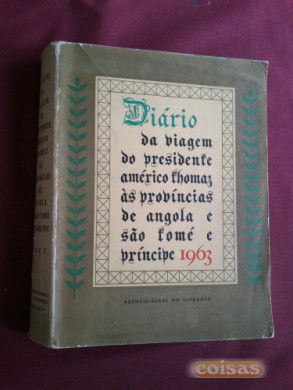 Diário
da viagem
do presidente
américo thomaz
às províncias
de angola e
são tomé e
príncipe 1963
AGÊNCIA-GERAL DO ULTRAMAR
coisas